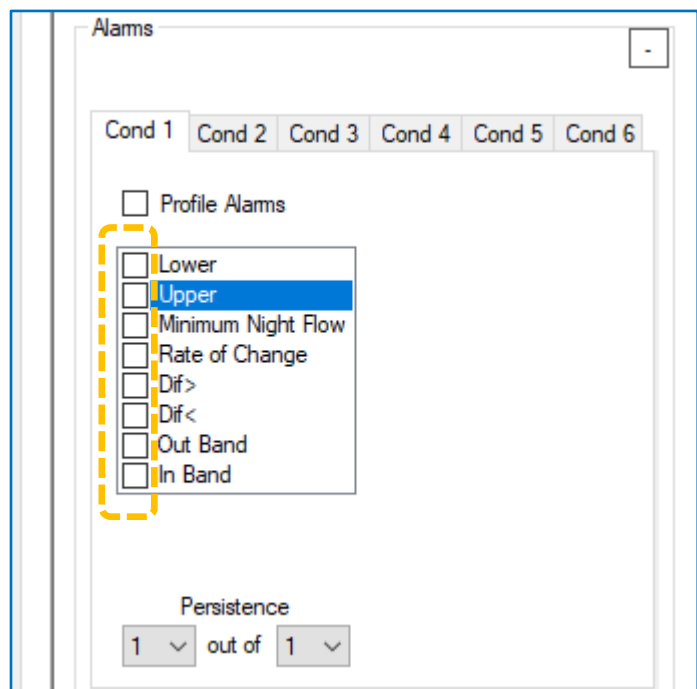 Alarms
-
Cond 1 Cond 2 Cond 3 Cond 4 Cond 5 Cond 6
Profile Alarms
Lower
Upper
Minimum Night Flow
Rate of Change
Dif>
Dif<
Out Band
In Band
Persistence
1 out of 1